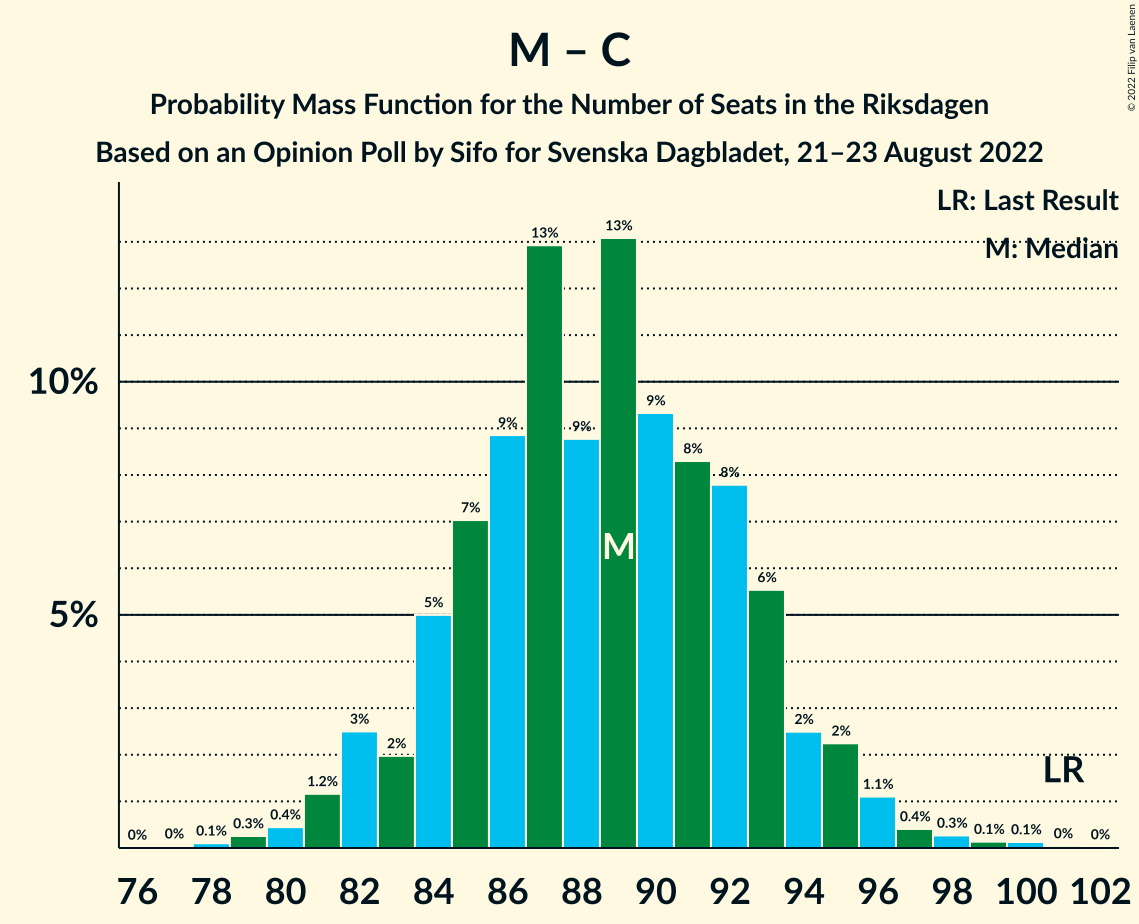 M – C
Probability Mass Function for the Number of Seats in the Riksdagen
Based on an Opinion Poll by Sifo for Svenska Dagbladet, 21–23 August 2022
© 2022 Filip van Laenen
LR: Last Result
M: Median
10%
5%
0% 0% 0.1% 0.3% 0.4% 1.2% 3% 2% 5% 7% 9% 13% 9% 13% 9% 8% 8% 6% 2% 2% 1.1% 0.4% 0.3% 0.1% 0.1% 0% 0%
M
LR
76 78 80 82 84 86 88 90 92 94 96 98 100 102